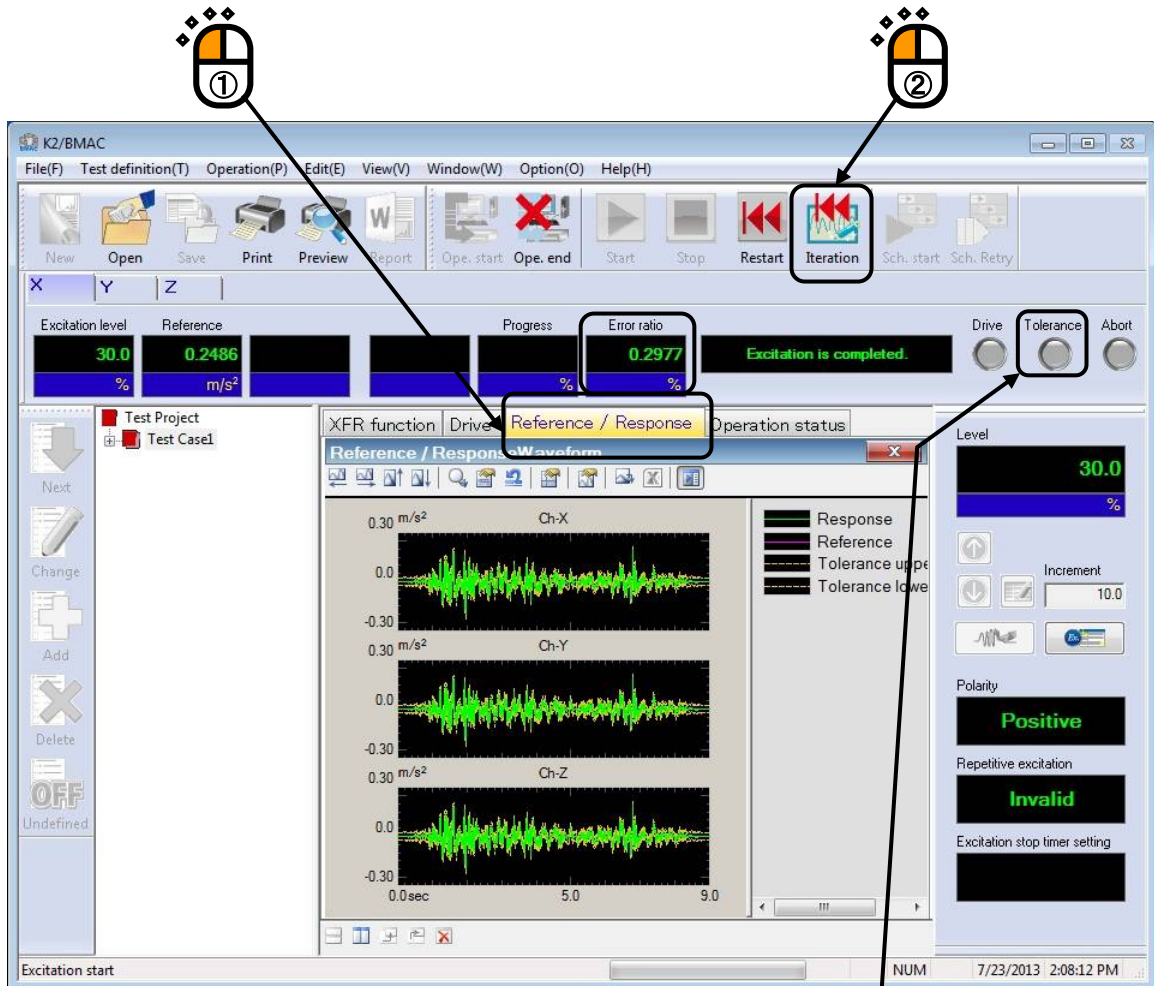 ①
②
K2/BMAC
File(F) Test definition(T) Operation(P) Edit(E) View(V) Window(W) Option(O) Help(H)
New Open Save Print Preview Report Ope. start Ope. end Start Stop Restart Iteration Sch. start Sch. Retry
X Y Z
Excitation level Reference Progress Error ratio Drive Tolerance Abort
30.0 0.2486 0.2977 Excitation is completed.
% m/s² % %
Test Project
Test Case1
XFR function Drive Reference / Response Operation status
Reference / Response Waveform
Next
Change
Add
Delete
OFF
Undefined
0.30 m/s² Ch-X
0.0
-0.30
0.30 m/s² Ch-Y
0.0
-0.30
0.30 m/s² Ch-Z
0.0
-0.30
0.0sec 5.0 9.0
Response
Reference
Tolerance uppe
Tolerance lowe
Level
30.0
%
Increment
10.0
Polarity
Positive
Repetitive excitation
Invalid
Excitation stop timer setting
Excitation start NUM 7/23/2013 2:08:12 PM